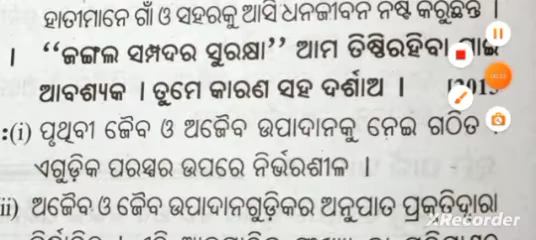 ହାତୀମାନେ ଗାଁ ଓ ସହରକୁ ଆସି ଧନଜୀବନ ନଷ୍ଟ କରୁଛନ୍ତି ।
। “ଜଙ୍ଗଲ ସମ୍ପଦର ସୁରକ୍ଷା” ଆମ ତିଷ୍ଠିରହିବା
ଆବଶ୍ୟକ । ତୁମେ କାରଣ ସହ ଦର୍ଶାଅ ।
:(i) ପୃଥିବୀ ଜୈବ ଓ ଅଜୈବ ଉପାଦାନକୁ ନେଇ ଗଠିତ
ଏଗୁଡ଼ିକ ପରସ୍ପର ଉପରେ ନିର୍ଭରଶୀଳ ।
ii) ଅଜୈବ ଓ ଜୈବ ଉପାଦାନଗୁଡ଼ିକର ଅନୁପାତ ପ୍ରକୃତିଦ୍ୱାରା
XRecorder